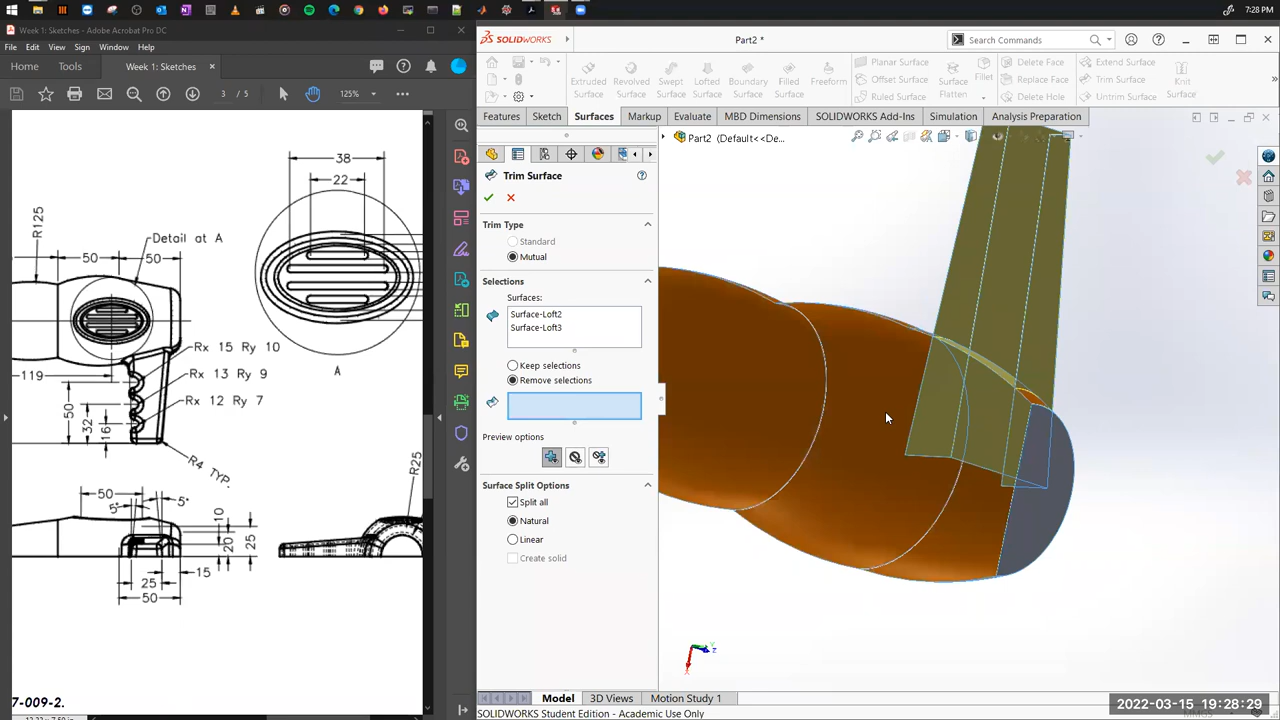 7:28 PM
Week 1: Sketches - Adobe Acrobat Pro DC
File Edit View Sign Window Help
Home Tools Week 1: Sketches ×
3 / 5 125%
38
22
R125
Detail at A
50 50
Rx 15 Ry 10
119
Rx 13 Ry 9
A
Rx 12 Ry 7
50
32
16
R4 TYP.
R25
50
5°
5°
10
20
25
15
25
50
7-009-2.
SOLIDWORKS
Part2 *
Search Commands
Extruded Surface
Revolved Surface
Swept Surface
Lofted Surface
Boundary Surface
Filled Surface
Freeform
Planar Surface
Offset Surface
Ruled Surface
Surface Flatten
Fillet
Delete Face
Replace Face
Delete Hole
Extend Surface
Trim Surface
Untrim Surface
Knit Surface
Features Sketch Surfaces Markup Evaluate MBD Dimensions SOLIDWORKS Add-Ins Simulation Analysis Preparation
Part2 (Default<<De...
Trim Surface
Trim Type
Standard
Mutual
Selections
Surfaces:
Surface-Loft2
Surface-Loft3
Keep selections
Remove selections
Preview options
Surface Split Options
Split all
Natural
Linear
Create solid
Model 3D Views Motion Study 1
SOLIDWORKS Student Edition - Academic Use Only
2022-03-15 19:28:29